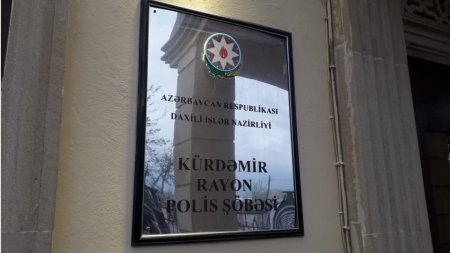 AZƏRBAYCAN RESPUBLİKASI
DAXİLİ İŞLƏR NAZİRLİYİ
KÜRDƏMİR
RAYON
POLİS ŞÖBƏSİ